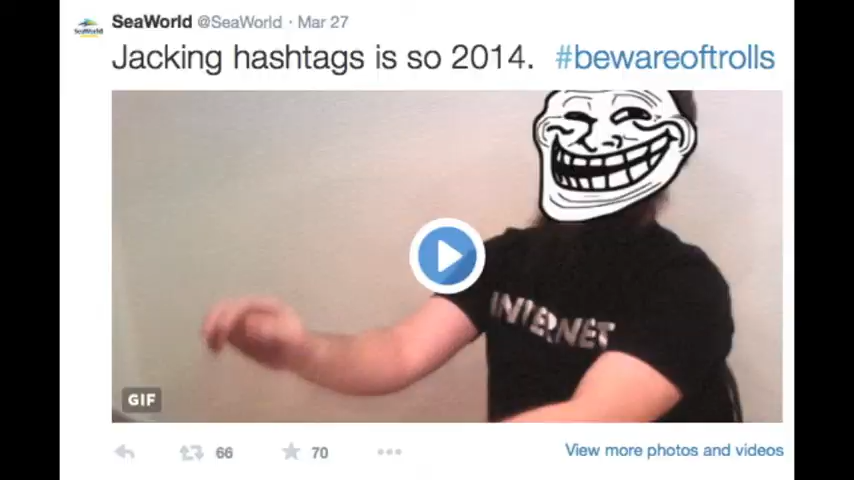 SeaWorld @SeaWorld · Mar 27
SeaWorld
Jacking hashtags is so 2014. #bewareoftrolls
INTERNET
GIF
66 70 View more photos and videos